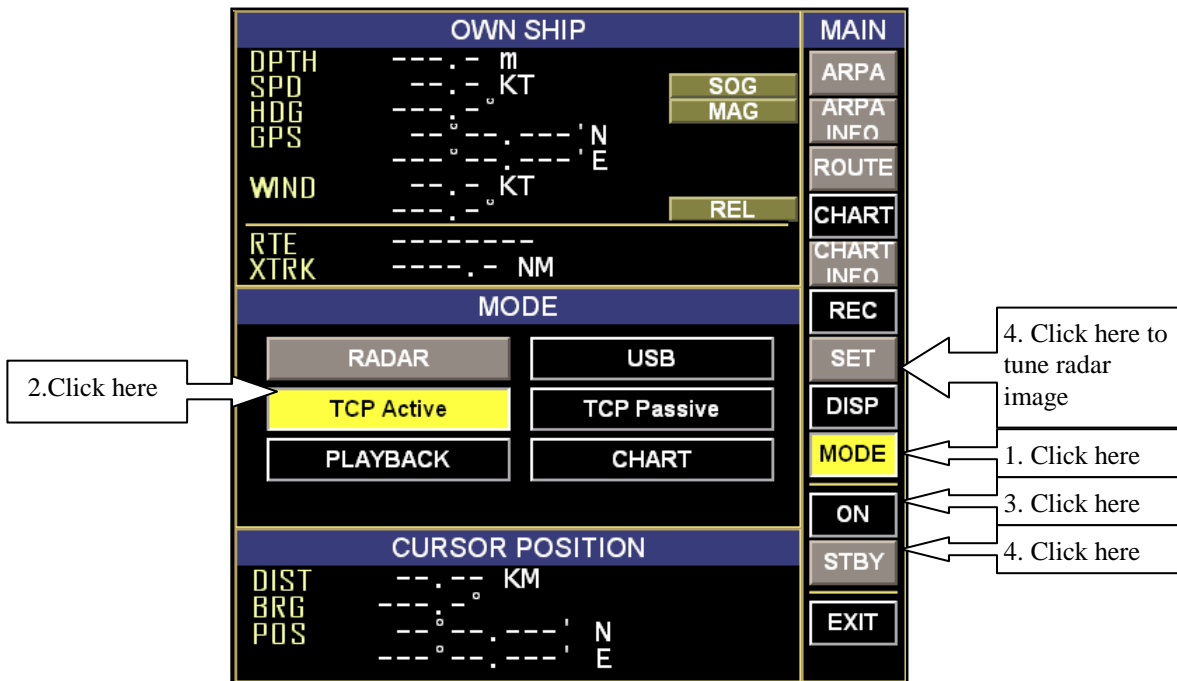 OWN SHIP
DPTH ---.- m
SPD --.- KT
SOG
HDG ---.-°
MAG
GPS --°--.---'N
---°--.---'E
WIND --.- KT
---.-°
REL
RTE --------
XTRK ----.- NM
MODE
RADAR
USB
TCP Active
TCP Passive
PLAYBACK
CHART
CURSOR POSITION
DIST --.-- KM
BRG ---.-°
POS --°--.---' N
---°--.---' E
MAIN
ARPA
ARPA
INFO
ROUTE
CHART
CHART
INFO
REC
SET
DISP
MODE
ON
STBY
EXIT
2.Click here
4. Click here to
tune radar
image
1. Click here
3. Click here
4. Click here